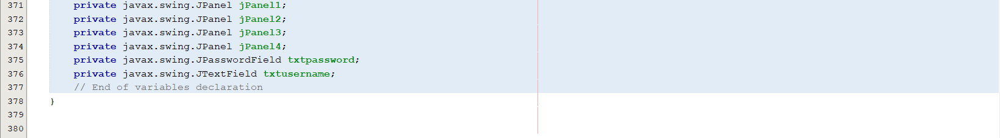 371 private javax.swing.JPanel jPanel1;
372 private javax.swing.JPanel jPanel2;
373 private javax.swing.JPanel jPanel3;
374 private javax.swing.JPanel jPanel4;
375 private javax.swing.JPasswordField txtpassword;
376 private javax.swing.JTextField txtusername;
377 // End of variables declaration
378 }
379
380